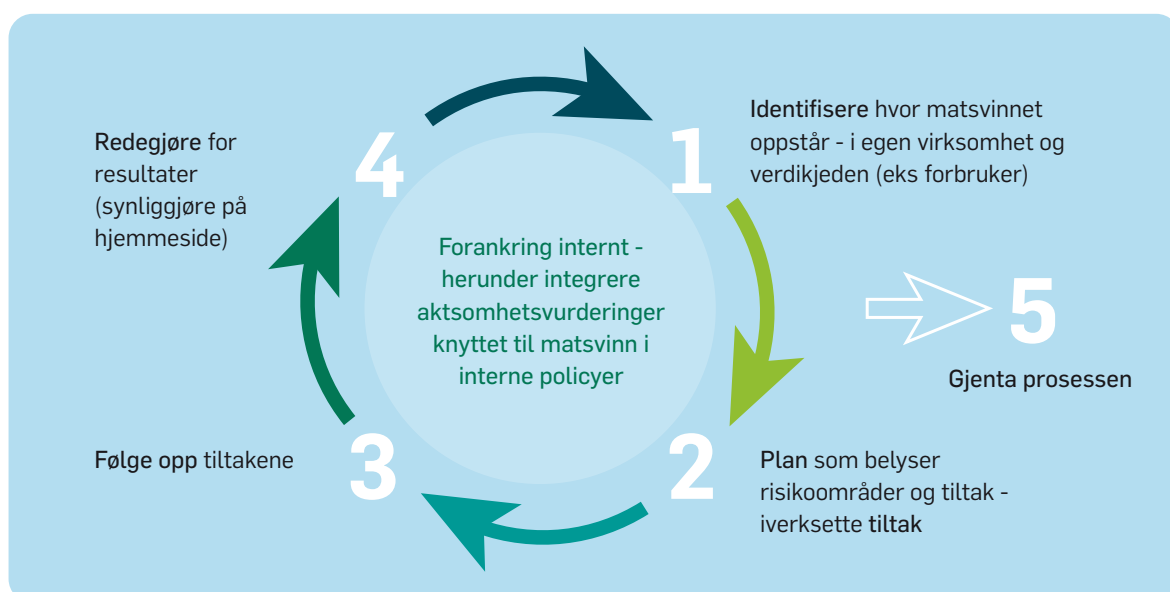 1
Identifisere hvor matsvinnet
oppstår - i egen virksomhet og
verdikjeden (eks forbruker)
2
Plan som belyser
risikoområder og tiltak -
iverksette tiltak
3
Følge opp tiltakene
4
Redegjøre for
resultater
(synliggjøre på
hjemmeside)
Forankring internt -
herunder integrere
aktsomhetsvurderinger
knyttet til matsvinn i
interne policyer
5
Gjenta prosessen